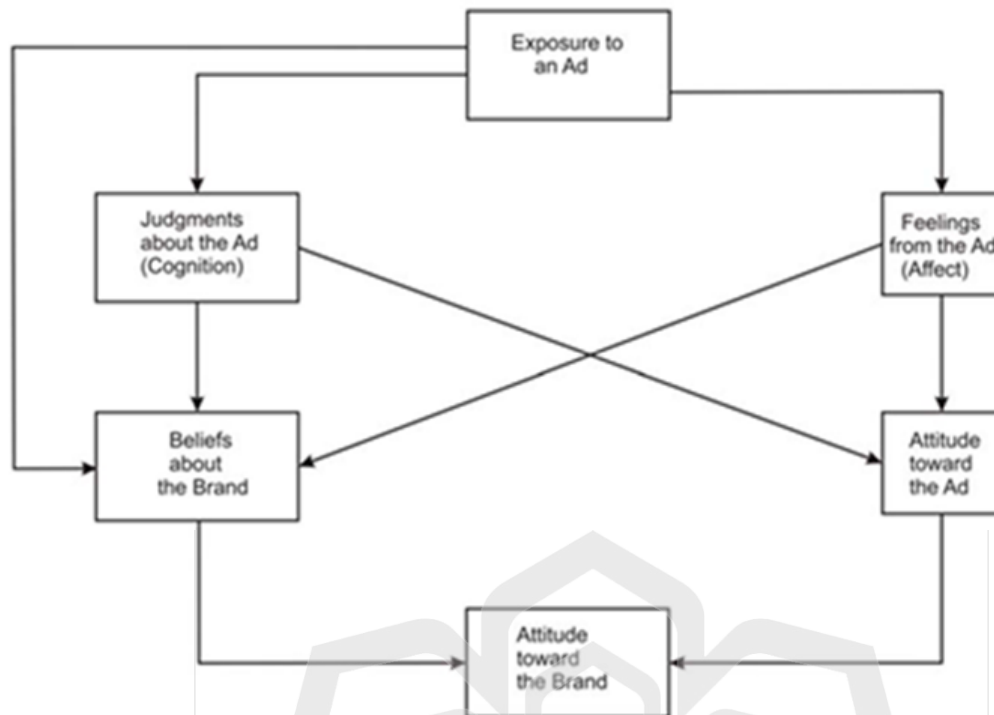 Exposure to
an Ad
Judgments
about the Ad
(Cognition)
Feelings
from the Ad
(Affect)
Beliefs
about
the Brand
Attitude
toward
the Ad
Attitude
toward
the Brand